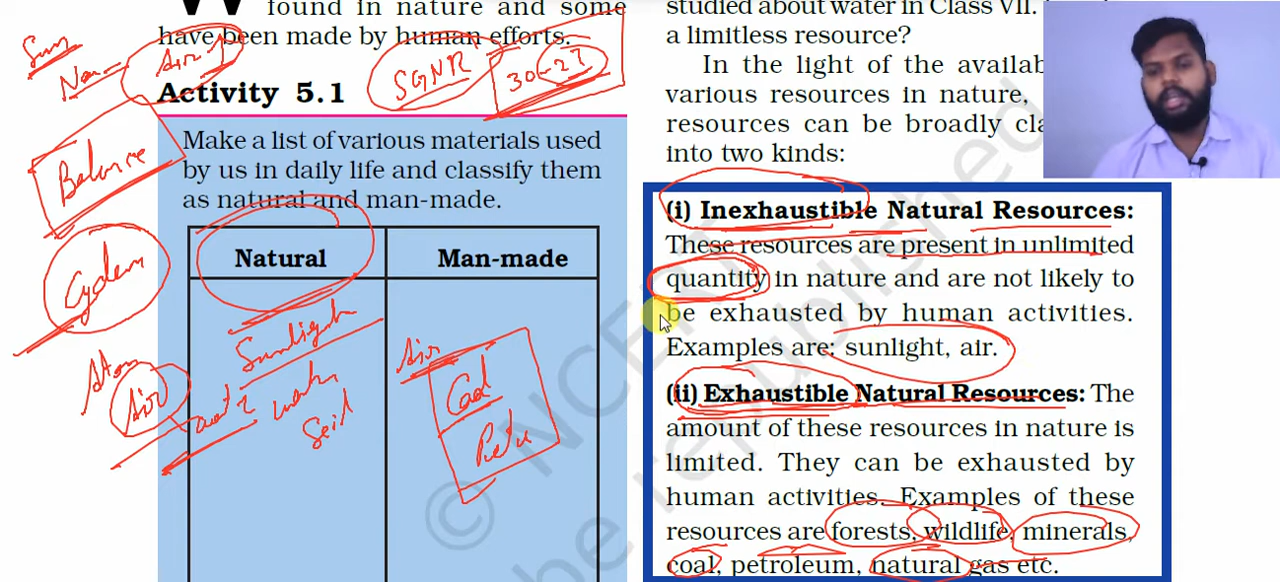 found in nature and some
have been made by human efforts.
Sun
Air
SGNR
30-27
Activity 5.1
Balance
Make a list of various materials used
by us in daily life and classify them
as natural and man-made.
Natural
Man-made
Sunlight
Air
Air
Soil
studied about water in Class VII.
a limitless resource?
In the light of the availab
various resources in nature,
resources can be broadly cla
into two kinds:
(i) Inexhaustible Natural Resources:
These resources are present in unlimited
quantity in nature and are not likely to
be exhausted by human activities.
Examples are: sunlight, air.
(ii) Exhaustible Natural Resources: The
amount of these resources in nature is
limited. They can be exhausted by
human activities. Examples of these
resources are forests, wildlife, minerals,
coal, petroleum, natural gas etc.
© NCERT
be republished